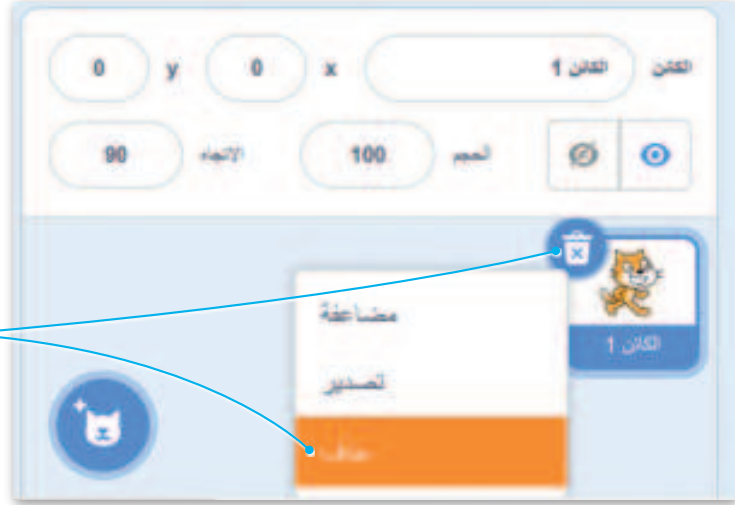 الكائن الكائن 1 x 0 y 0
الحجم 100 الاتجاه 90
الكائن 1
مضاعفة
تصدير
حذف